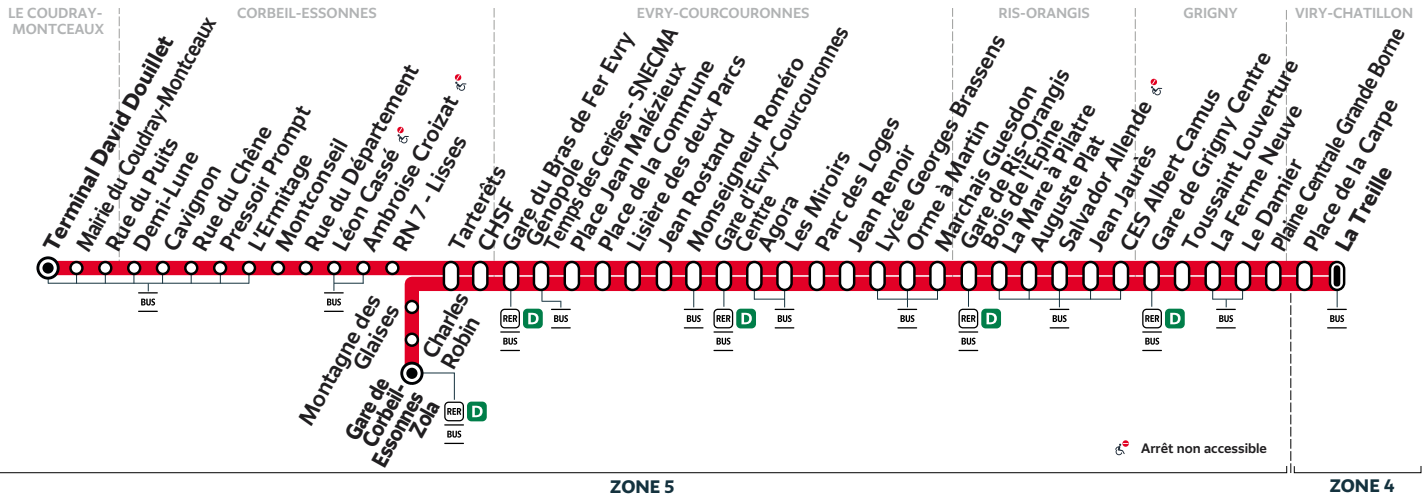 LE COUDRAY-
MONTCEAUX
CORBEIL-ESSONNES
EVRY-COURCOURONNES
RIS-ORANGIS
GRIGNY
VIRY-CHATILLON
Terminal David Douillet
Mairie du Coudray-Montceaux
Rue du Puits
Demi-Lune
Cavignon
Rue du Chêne
Pressoir Prompt
L'Ermitage
Montconseil
Rue du Département
Léon Cassé
Ambroise Croizat
RN 7 - Lisses
Tarterêts
CHSF
Gare du Bras de Fer Evry
Génopole
Temps des Cerises - SNECMA
Place Jean Malézieux
Place de la Commune
Lisière des deux Parcs
Jean Rostand
Monseigneur Roméro
Gare d'Evry-Courcouronnes
Centre
Agora
Les Miroirs
Parc des Loges
Jean Renoir
Lycée Georges Brassens
Orme à Martin
Marchais Guesdon
Gare de Ris-Orangis
Bois de l'Epine
La Mare à Pilatre
Auguste Plat
Salvador Allende
Jean Jaurès
CES Albert Camus
Gare de Grigny Centre
Toussaint Louverture
La Ferme Neuve
Le Damier
Plaine Centrale Grande Borne
Place de la Carpe
La Treille
BUS
BUS
RER D
BUS
BUS
BUS
RER D
BUS
BUS
BUS
RER D
BUS
BUS
RER D
BUS
BUS
BUS
Montagne des
Glaises
Charles
Robin
Gare de
Corbeil-
Essonnes
Zola
RER D
BUS
Arrêt non accessible
ZONE 5
ZONE 4